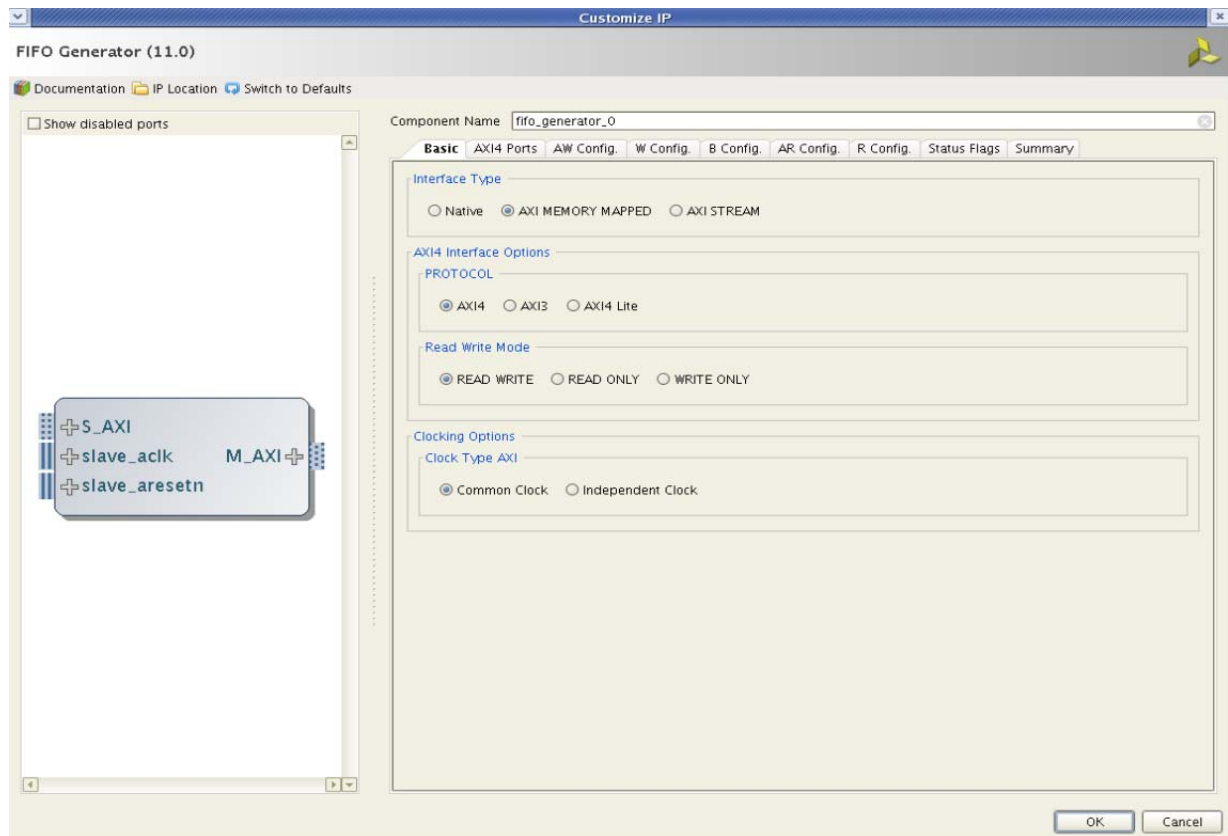 Customize IP
FIFO Generator (11.0)
Documentation IP Location Switch to Defaults
Show disabled ports
S_AXI
slave_aclk M_AXI
slave_aresetn
Component Name fifo_generator_0
Basic AXI4 Ports AW Config. W Config. B Config. AR Config. R Config. Status Flags Summary
Interface Type
Native AXI MEMORY MAPPED AXI STREAM
AXI4 Interface Options
PROTOCOL
AXI4 AXI3 AXI4 Lite
Read Write Mode
READ WRITE READ ONLY WRITE ONLY
Clocking Options
Clock Type AXI
Common Clock Independent Clock
OK Cancel